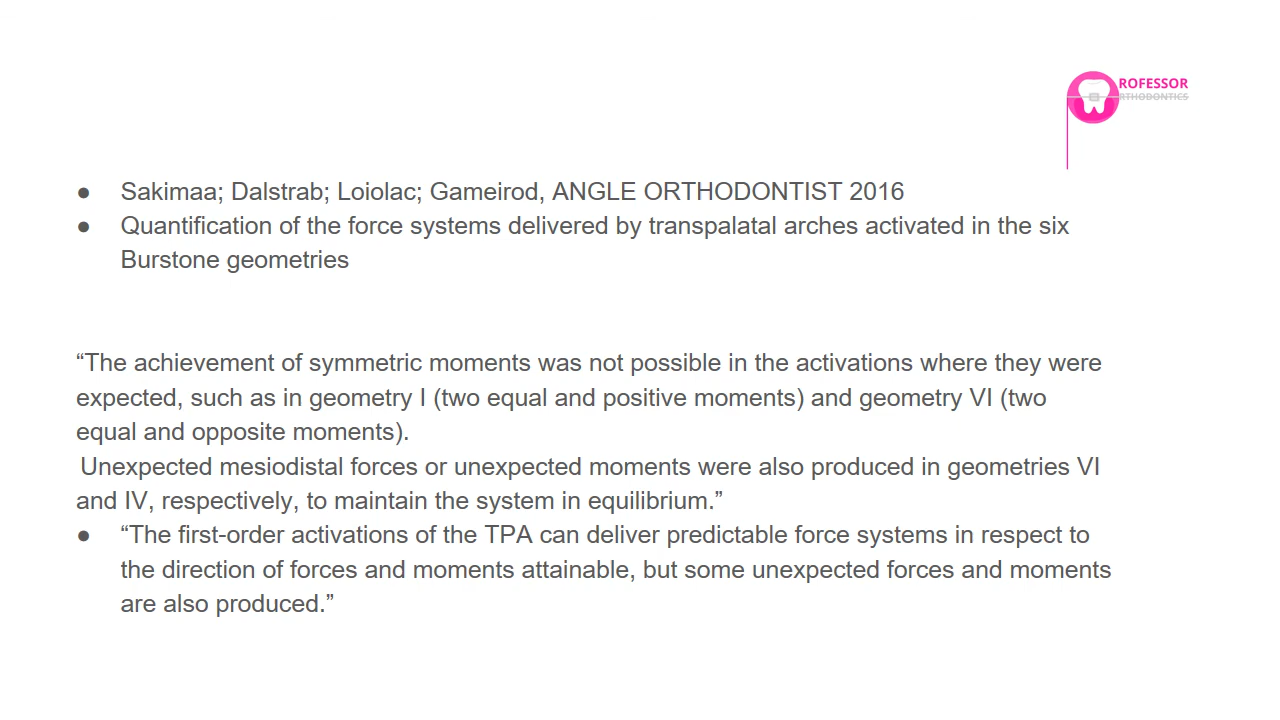 ROFESSOR
RTHODONTICS
● Sakimaa; Dalstrab; Loiolac; Gameirod, ANGLE ORTHODONTIST 2016
● Quantification of the force systems delivered by transpalatal arches activated in the six
Burstone geometries
“The achievement of symmetric moments was not possible in the activations where they were
expected, such as in geometry I (two equal and positive moments) and geometry VI (two
equal and opposite moments).
Unexpected mesiodistal forces or unexpected moments were also produced in geometries VI
and IV, respectively, to maintain the system in equilibrium.”
● “The first-order activations of the TPA can deliver predictable force systems in respect to
the direction of forces and moments attainable, but some unexpected forces and moments
are also produced.”